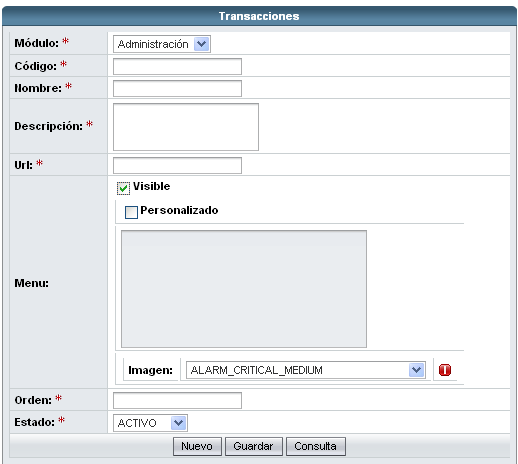 Transacciones
Módulo: * Administración
Código: *
Nombre: *
Descripción: *
Url: *
Visible
Personalizado
Menu:
Imagen: ALARM_CRITICAL_MEDIUM
Orden: *
Estado: * ACTIVO
Nuevo Guardar Consulta